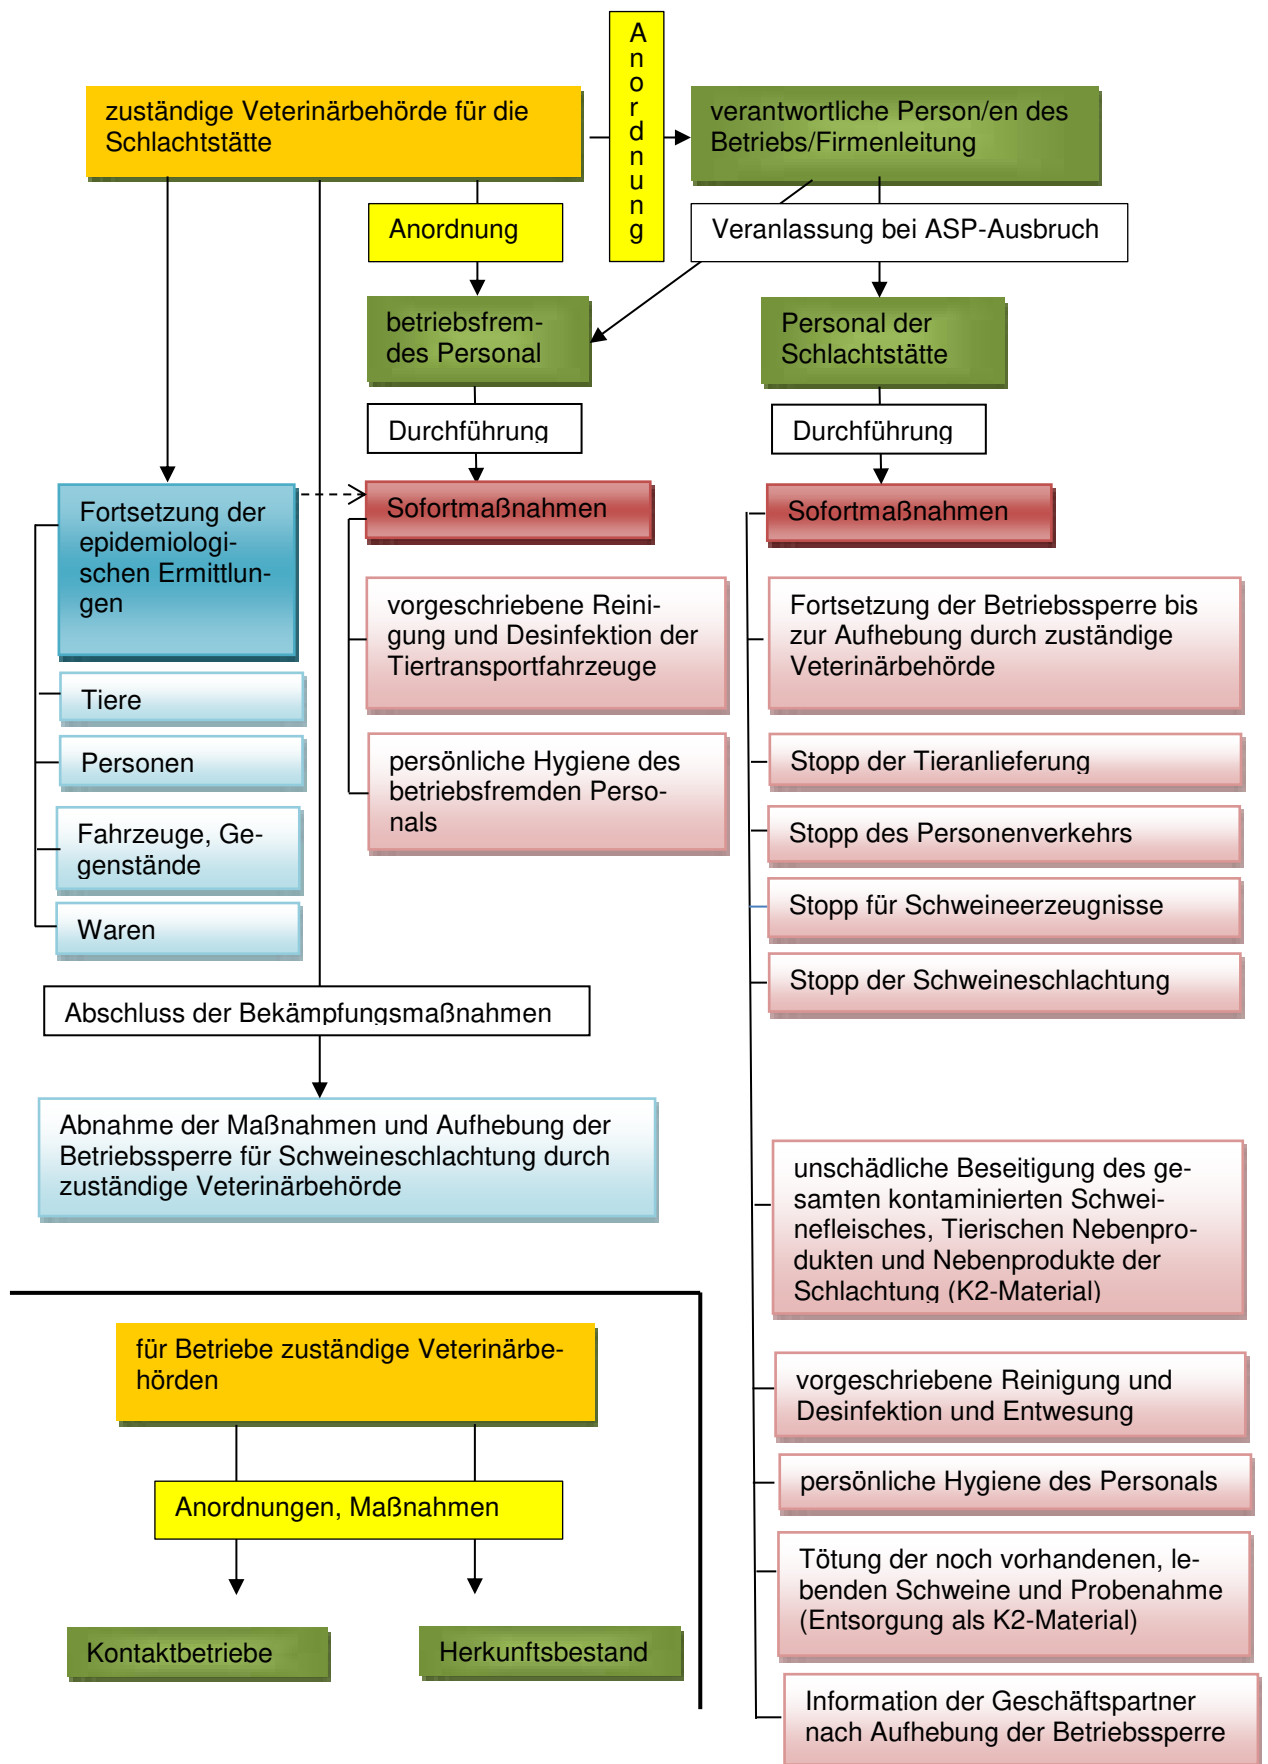 A
n
o
r
d
n
u
n
g
zuständige Veterinärbehörde für die
Schlachtstätte
verantwortliche Person/en des
Betriebs/Firmenleitung
Anordnung
Veranlassung bei ASP-Ausbruch
betriebsfrem-
des Personal
Personal der
Schlachtstätte
Durchführung
Durchführung
Fortsetzung der
epidemiologi-
schen Ermittlun-
gen
Tiere
Personen
Fahrzeuge, Ge-
genstände
Waren
Sofortmaßnahmen
vorgeschriebene Reini-
gung und Desinfektion der
Tiertransportfahrzeuge
persönliche Hygiene des
betriebsfremden Perso-
nals
Sofortmaßnahmen
Fortsetzung der Betriebssperre bis
zur Aufhebung durch zuständige
Veterinärbehörde
Stopp der Tieranlieferung
Stopp des Personenverkehrs
Stopp für Schweineerzeugnisse
Stopp der Schweineschlachtung
unschädliche Beseitigung des ge-
samten kontaminierten Schwei-
nefleisches, Tierischen Nebenpro-
dukten und Nebenprodukte der
Schlachtung (K2-Material)
vorgeschriebene Reinigung und
Desinfektion und Entwesung
persönliche Hygiene des Personals
Tötung der noch vorhandenen, le-
benden Schweine und Probenahme
(Entsorgung als K2-Material)
Information der Geschäftspartner
nach Aufhebung der Betriebssperre
Abschluss der Bekämpfungsmaßnahmen
Abnahme der Maßnahmen und Aufhebung der
Betriebssperre für Schweineschlachtung durch
zuständige Veterinärbehörde
für Betriebe zuständige Veterinärbe-
hörden
Anordnungen, Maßnahmen
Kontaktbetriebe
Herkunftsbestand